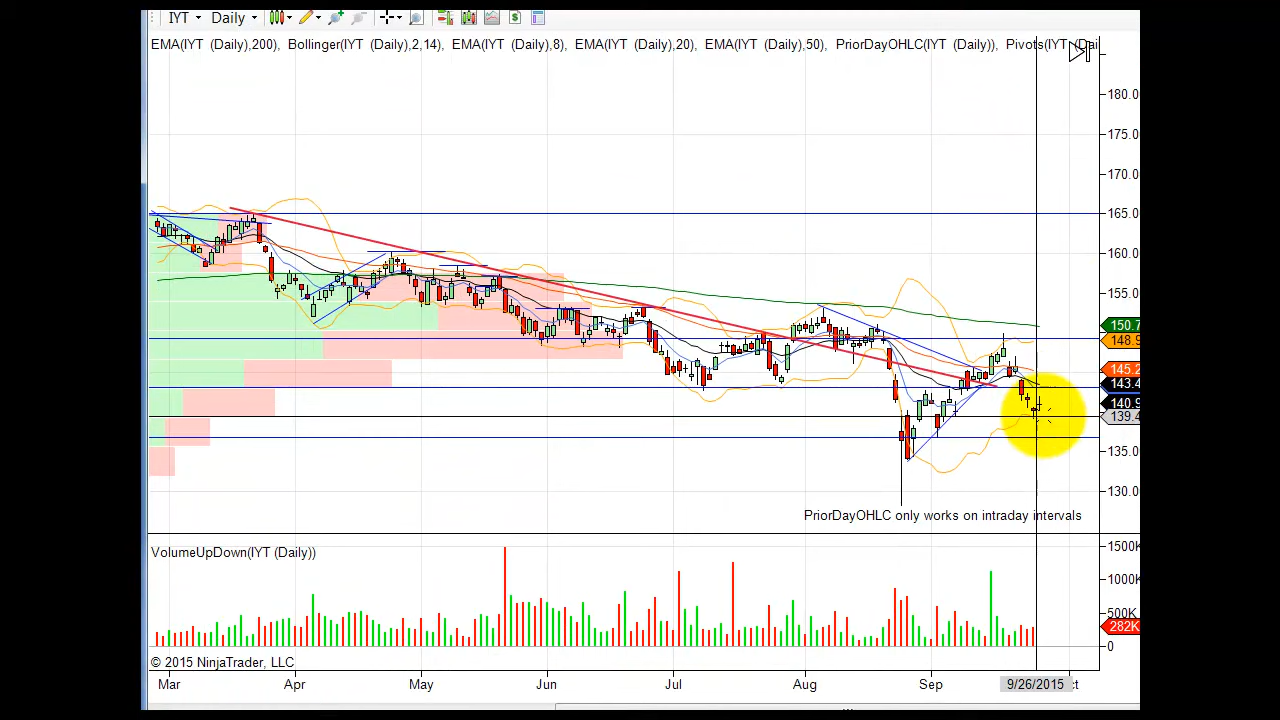 IYT Daily
EMA(IYT (Daily),200), Bollinger(IYT (Daily),2,14), EMA(IYT (Daily),8), EMA(IYT (Daily),20), EMA(IYT (Daily),50), PriorDayOHLC(IYT (Daily)), Pivots(IYT (Dai
180.0
175.0
170.0
165.0
160.0
155.0
150.7
148.9
145.2
143.4
140.9
139.4
135.0
130.0
PriorDayOHLC only works on intraday intervals
VolumeUpDown(IYT (Daily))
1500K
1000K
500K
282K
0
© 2015 NinjaTrader, LLC
Mar Apr May Jun Jul Aug Sep 9/26/2015 ct